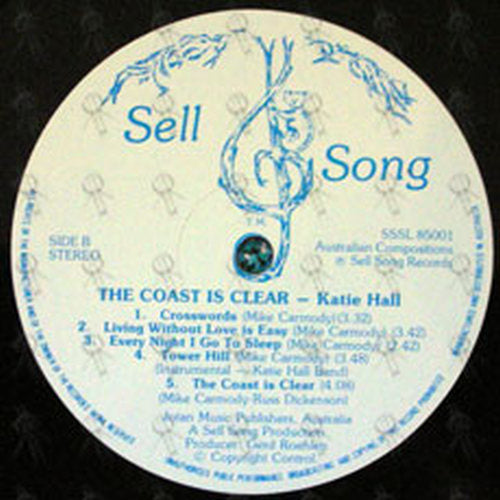 Sell
Song
T.M.
SIDE B
STEREO
SSSL 85001
Australian Compositions
℗ Sell Song Records
THE COAST IS CLEAR – Katie Hall
1. Crosswords (Mike Carmody) (3.32)
2. Living Without Love is Easy (Mike Carmody) (3.42)
3. Every Night I Go To Sleep (Mike Carmody) (2.42)
4. Tower Hill (Mike Carmody) (3.48)
(Instrumental – Katie Hall Band)
5. The Coast is Clear (4.08)
(Mike Carmody-Russ Dickenson)
Music Publishers, Australia
A Sell Song Production
Producer: Gerd
© Copyright Control.